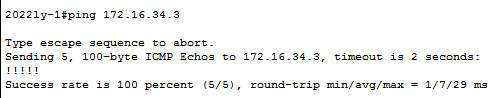 2022ly-1#ping 172.16.34.3
Type escape sequence to abort.
Sending 5, 100-byte ICMP Echos to 172.16.34.3, timeout is 2 seconds:
!!!!!
Success rate is 100 percent (5/5), round-trip min/avg/max = 1/7/29 ms